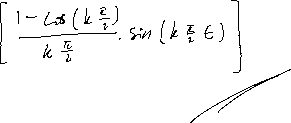 [ (1 - cos(k π/2)) / (k π/2) · sin(k π/2 t) ]